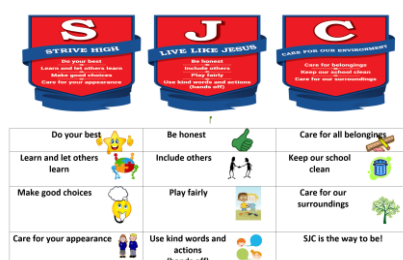 S
STRIVE HIGH
Do your best
Learn and let others learn
Make good choices
Care for your appearance
J
LIVE LIKE JESUS
Be honest
Include others
Play fairly
Use kind words and actions
(hands off)
C
CARE FOR OUR ENVIRONMENT
Care for belongings
Keep our school clean
Care for our surroundings
Do your best
Be honest
Care for all belongings
Learn and let others
learn
Include others
Keep our school
clean
Make good choices
Play fairly
Care for our
surroundings
Care for your appearance
Use kind words and
actions
(hands off)
SJC is the way to be!